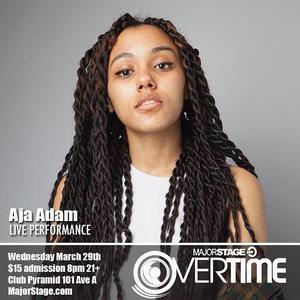 Aja Adam
LIVE PERFORMANCE
Wednesday March 29th
$15 admission 8pm 21+
Club Pyramid 101 Ave A
MajorStage.com
MAJORSTAGE
OVERTIME